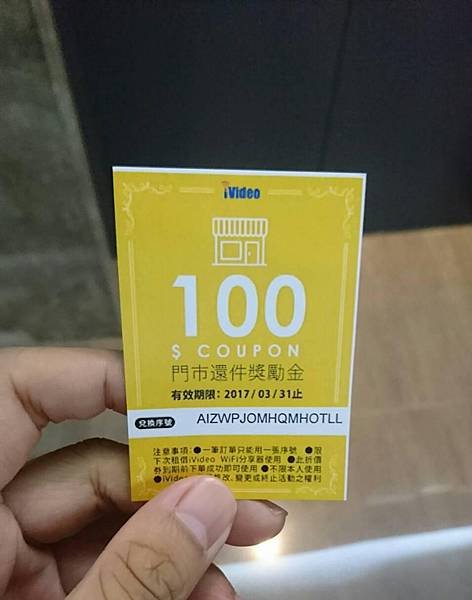 iVideo
100
$ COUPON
門市還件獎勵金
有效期限：2017/03/31止
兌換序號 AIZWPJOMHQMHOTLL
注意事項：●一筆訂單只能用一張序號 ●限
下次租借iVideo WiFi分享器使用 ●此折價
券到期前下單成功即可使用 ●不限本人使用
●iVideo 修改、變更或終止活動之權利